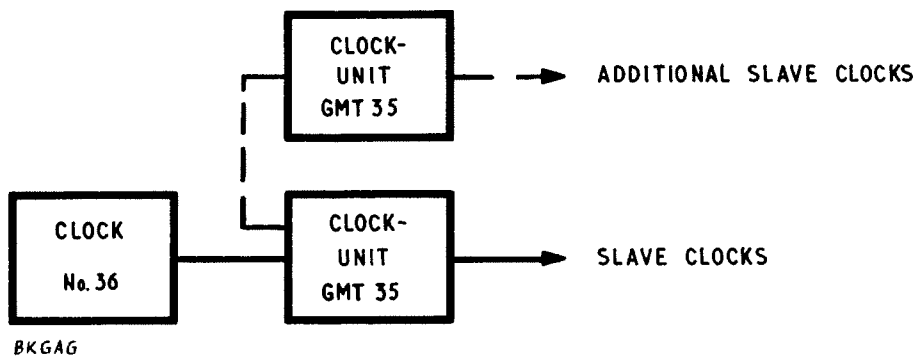 CLOCK-
UNIT
GMT 35
ADDITIONAL SLAVE CLOCKS
CLOCK
No. 36
CLOCK-
UNIT
GMT 35
SLAVE CLOCKS
BKGAG